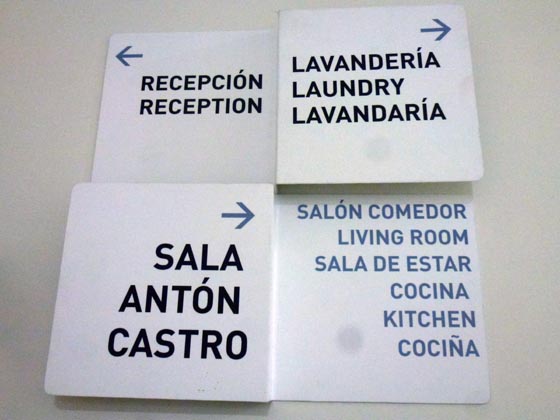 RECEPCIÓN
RECEPTION
LAVANDERÍA
LAUNDRY
LAVANDARÍA
SALA
ANTÓN
CASTRO
SALÓN COMEDOR
LIVING ROOM
SALA DE ESTAR
COCINA
KITCHEN
COCIÑA